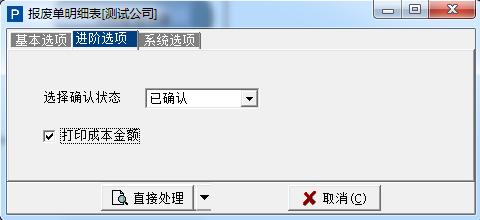 P 报废单明细表[测试公司]
基本选项 进阶选项 系统选项
选择确认状态 已确认
打印成本金额
直接处理 取消(C)